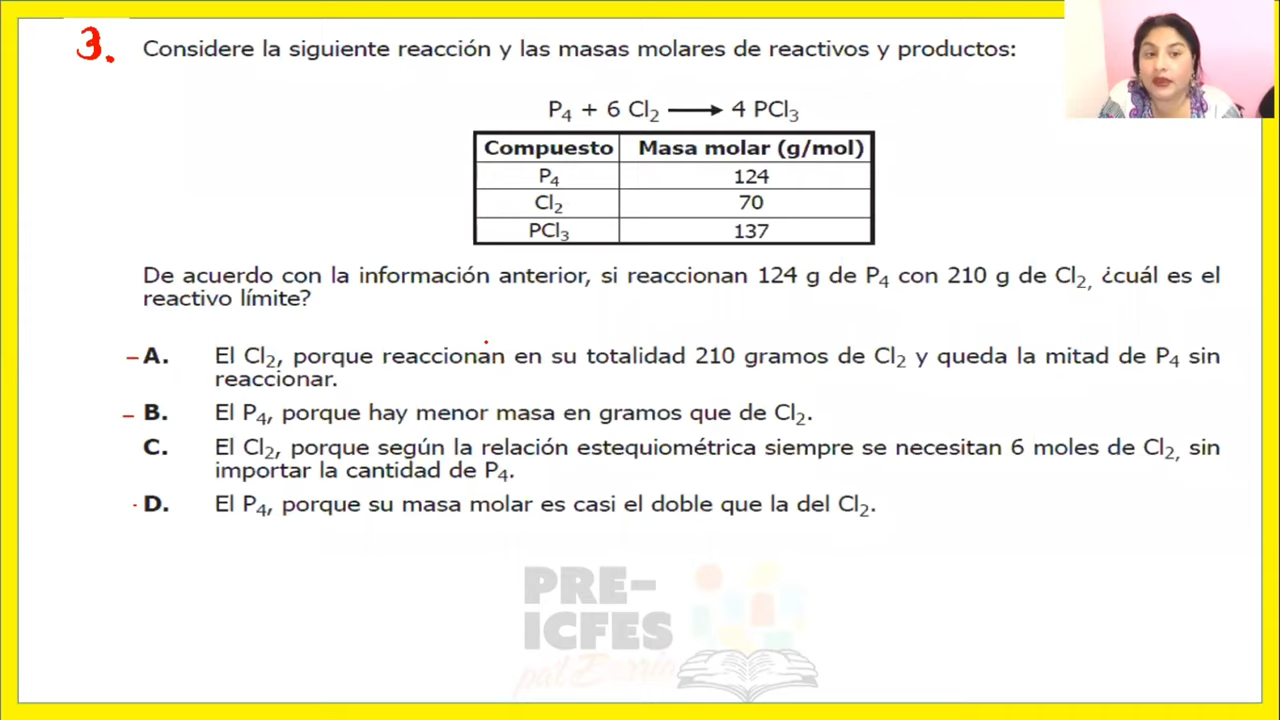 3. Considere la siguiente reacción y las masas molares de reactivos y productos:
P₄ + 6 Cl₂ ⟶ 4 PCl₃
Compuesto Masa molar (g/mol)
P₄ 124
Cl₂ 70
PCl₃ 137
De acuerdo con la información anterior, si reaccionan 124 g de P₄ con 210 g de Cl₂, ¿cuál es el
reactivo límite?
A. El Cl₂, porque reaccionan en su totalidad 210 gramos de Cl₂ y queda la mitad de P₄ sin
reaccionar.
B. El P₄, porque hay menor masa en gramos que de Cl₂.
C. El Cl₂, porque según la relación estequiométrica siempre se necesitan 6 moles de Cl₂, sin
importar la cantidad de P₄.
D. El P₄, porque su masa molar es casi el doble que la del Cl₂.
PRE-
ICFES